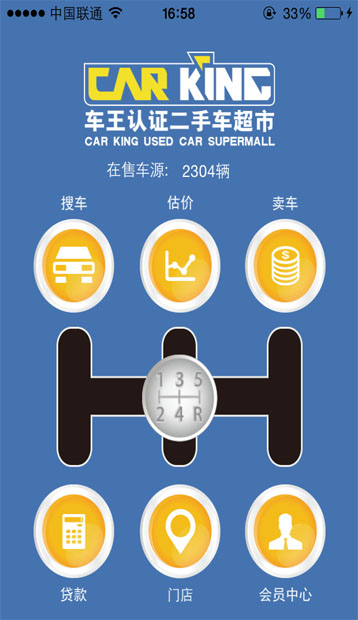 中国联通 16:58 33%
CAR KING
车王认证二手车超市
CAR KING USED CAR SUPERMALL
在售车源: 2304辆
搜车 估价 卖车
$
1 3 5
2 4 R
贷款 门店 会员中心